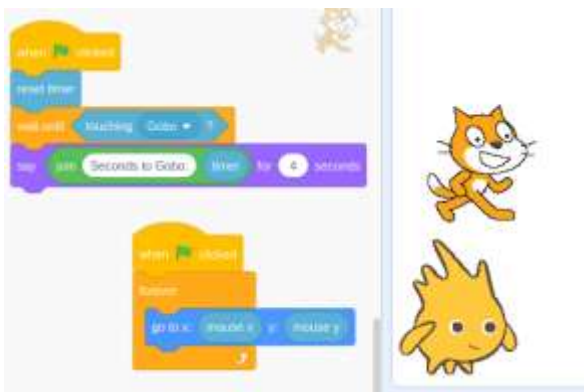 when clicked
reset timer
wait until touching Gobo ?
say join Seconds to Gobo: timer for 4 seconds
when clicked
forever
go to x: mouse x y: mouse y